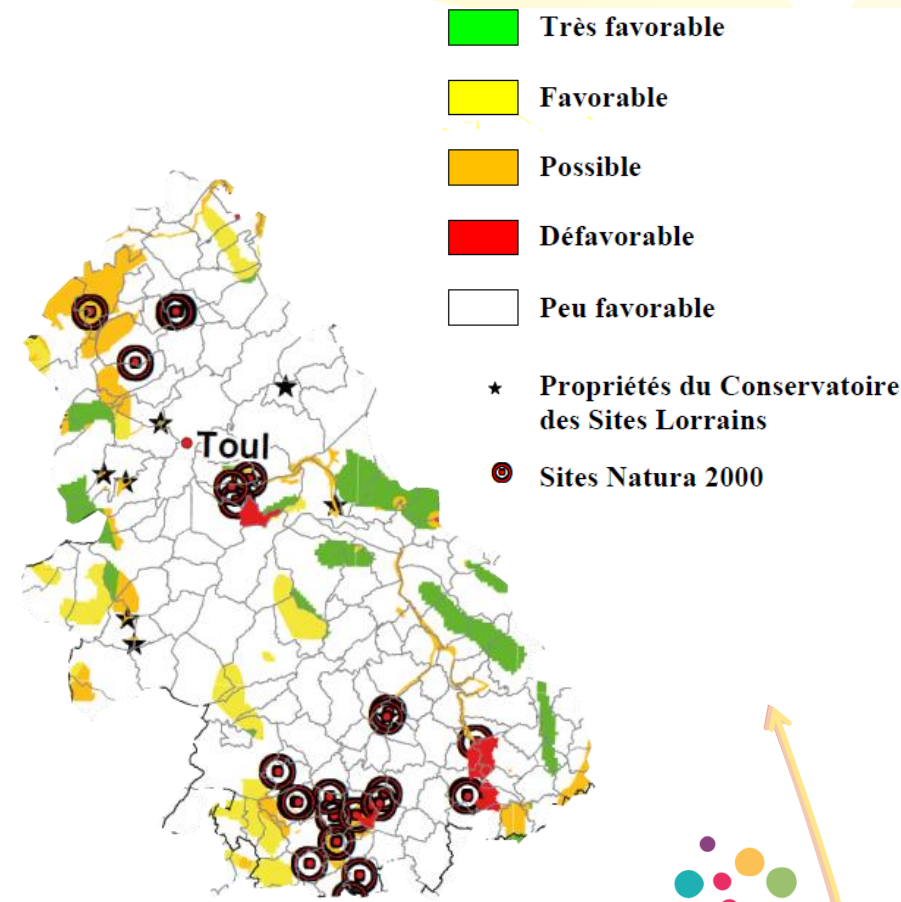 Très favorable
Favorable
Possible
Défavorable
Peu favorable
Propriétés du Conservatoire
des Sites Lorrains
Toul
Sites Natura 2000